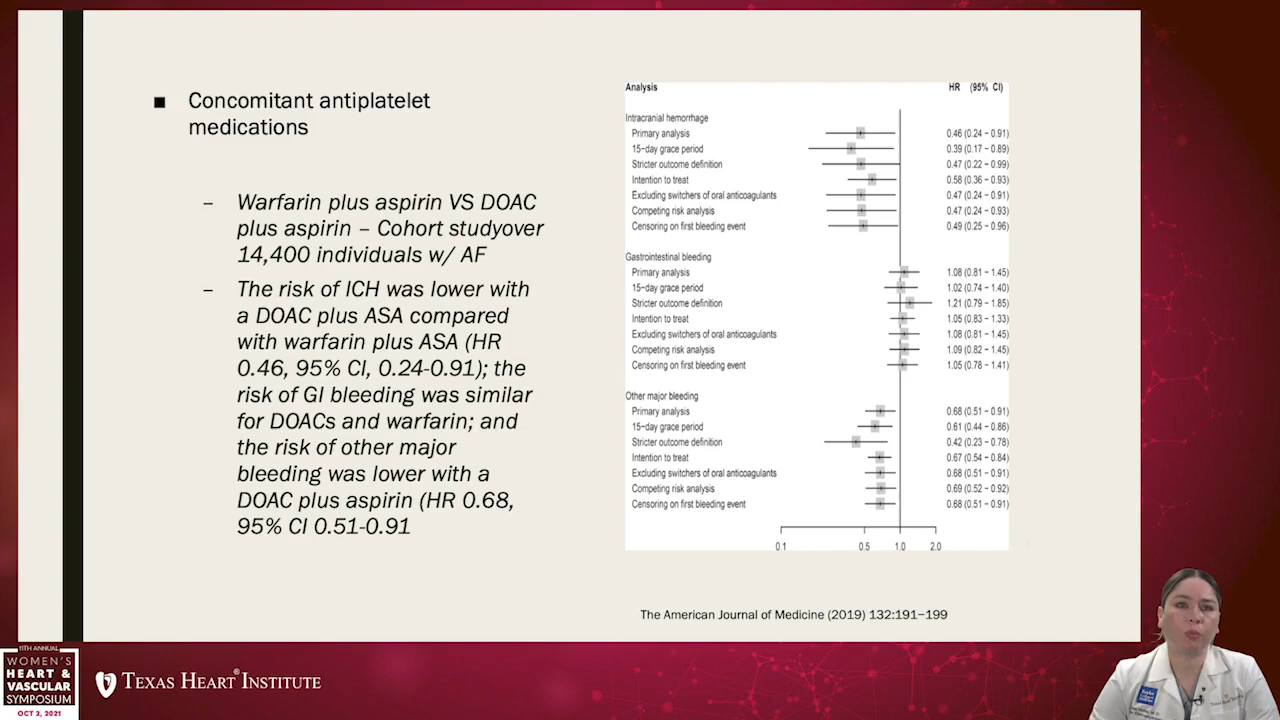 Concomitant antiplatelet
medications
– Warfarin plus aspirin VS DOAC
plus aspirin – Cohort studyover
14,400 individuals w/ AF
– The risk of ICH was lower with
a DOAC plus ASA compared
with warfarin plus ASA (HR
0.46, 95% CI, 0.24-0.91); the
risk of GI bleeding was similar
for DOACs and warfarin; and
the risk of other major
bleeding was lower with a
DOAC plus aspirin (HR 0.68,
95% CI 0.51-0.91
Analysis HR (95% CI)
Intracranial hemorrhage
Primary analysis 0.46 (0.24 − 0.91)
15−day grace period 0.39 (0.17 − 0.89)
Stricter outcome definition 0.47 (0.22 − 0.99)
Intention to treat 0.58 (0.36 − 0.93)
Excluding switchers of oral anticoagulants 0.47 (0.24 − 0.91)
Competing risk analysis 0.47 (0.24 − 0.93)
Censoring on first bleeding event 0.49 (0.25 − 0.96)
Gastrointestinal bleeding
Primary analysis 1.08 (0.81 − 1.45)
15−day grace period 1.02 (0.74 − 1.40)
Stricter outcome definition 1.21 (0.79 − 1.85)
Intention to treat 1.05 (0.83 − 1.33)
Excluding switchers of oral anticoagulants 1.08 (0.81 − 1.45)
Competing risk analysis 1.09 (0.82 − 1.45)
Censoring on first bleeding event 1.05 (0.78 − 1.41)
Other major bleeding
Primary analysis 0.68 (0.51 − 0.91)
15−day grace period 0.61 (0.44 − 0.86)
Stricter outcome definition 0.42 (0.23 − 0.78)
Intention to treat 0.67 (0.54 − 0.84)
Excluding switchers of oral anticoagulants 0.68 (0.51 − 0.91)
Competing risk analysis 0.69 (0.52 − 0.92)
Censoring on first bleeding event 0.68 (0.51 − 0.91)
0.1 0.5 1.0 2.0
The American Journal of Medicine (2019) 132:191−199
11TH ANNUAL
WOMEN'S
HEART &
VASCULAR
SYMPOSIUM
OCT 2, 2021
TEXAS HEART® INSTITUTE